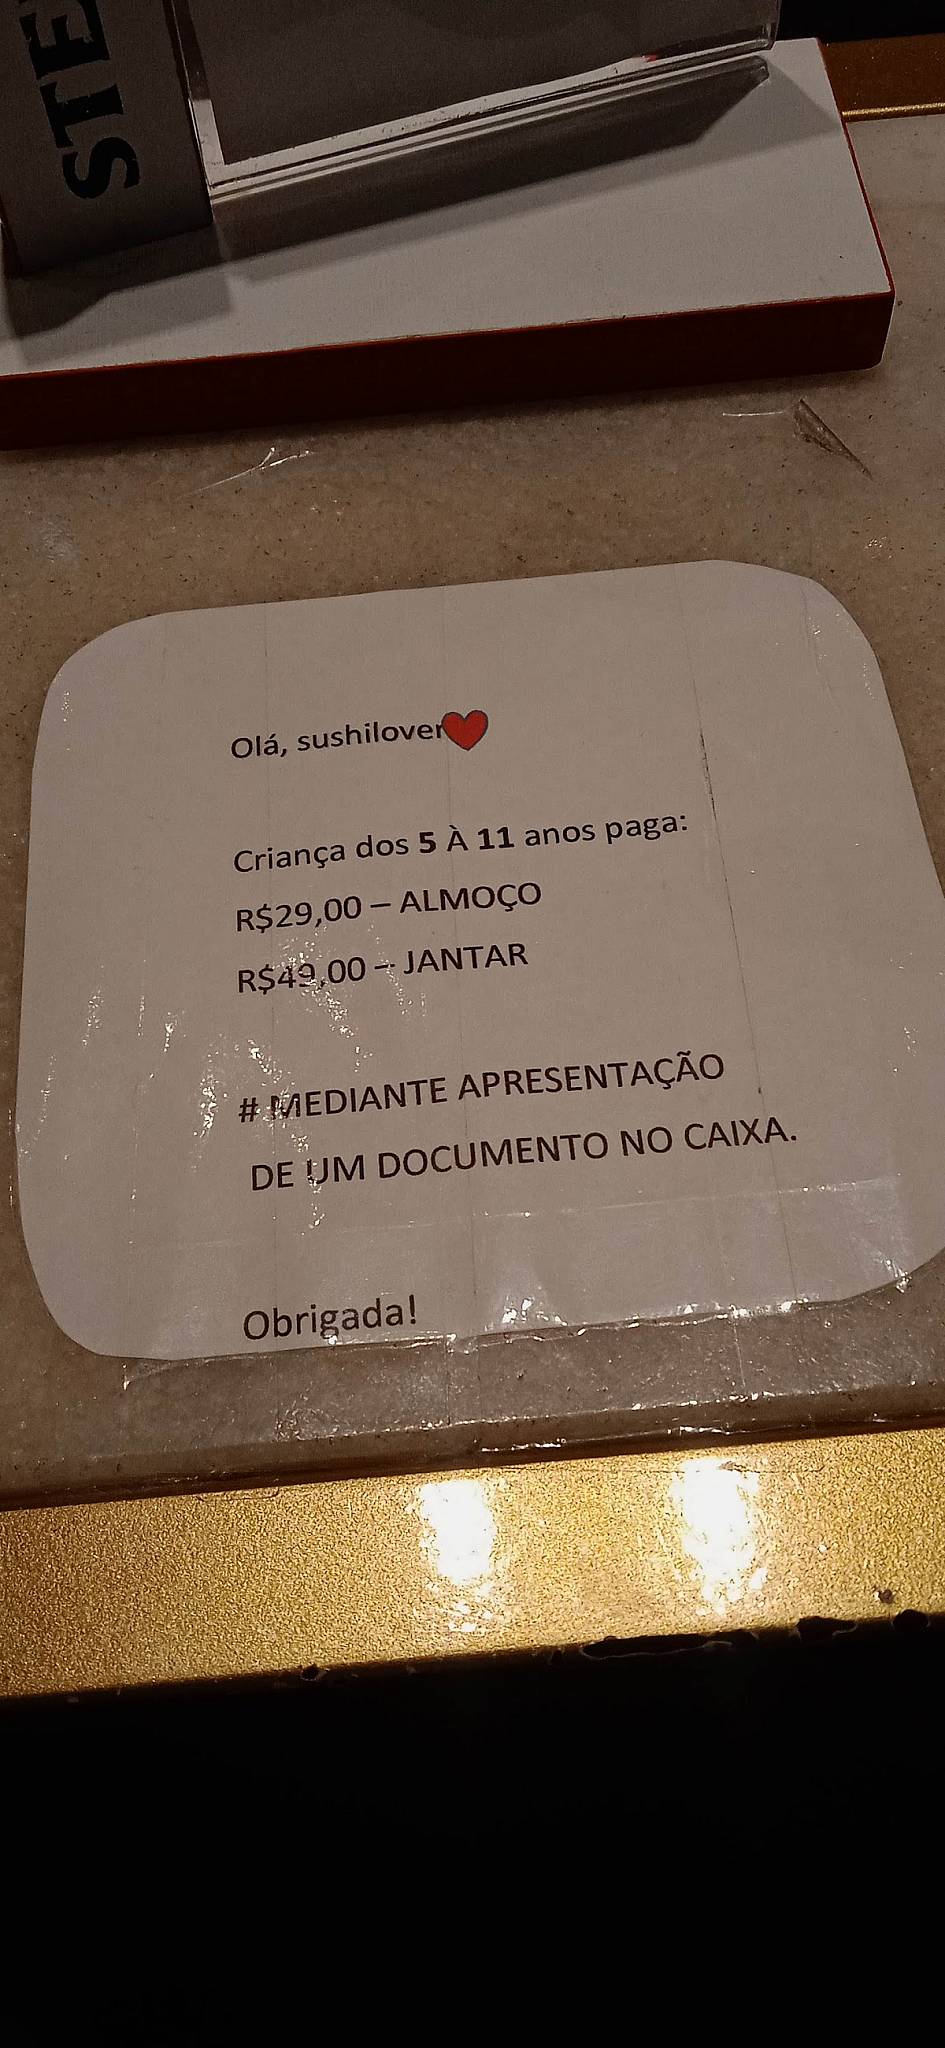 STE
Olá, sushilover❤
Criança dos 5 À 11 anos paga:
R$29,00 – ALMOÇO
R$49,00 – JANTAR
# MEDIANTE APRESENTAÇÃO
DE UM DOCUMENTO NO CAIXA.
Obrigada!